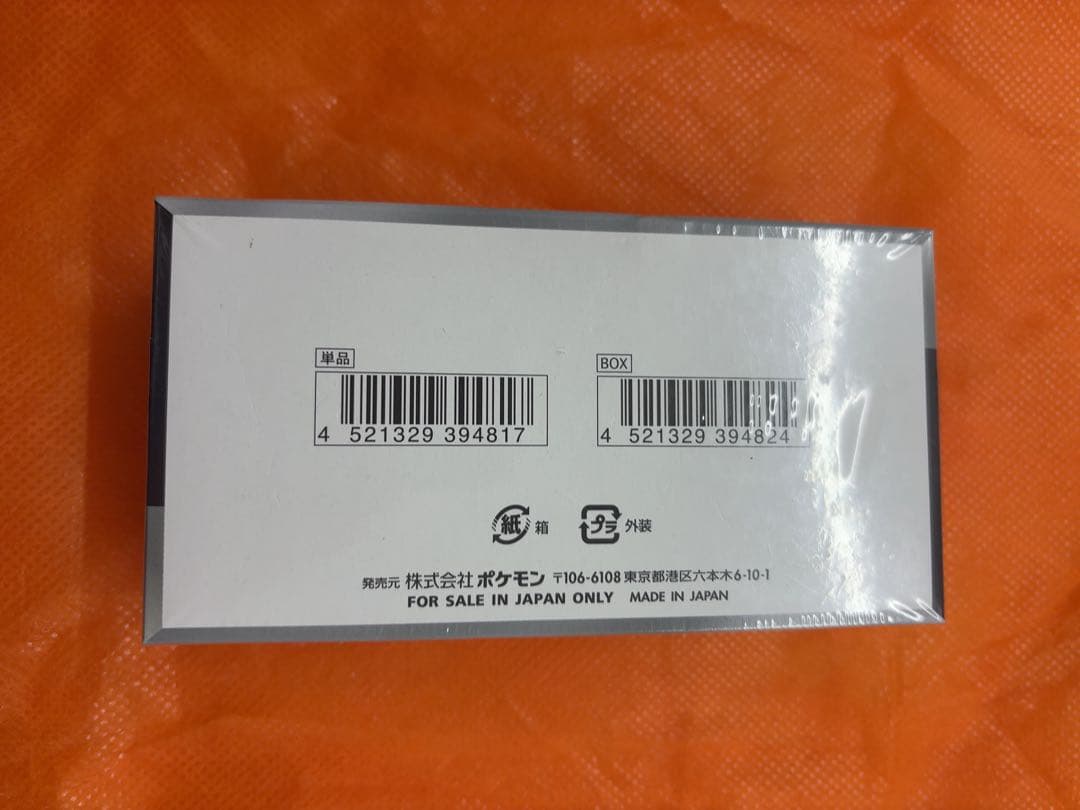 単品
BOX
4 521329 394817
4 521329 394824
紙 箱
プラ 外装
発売元 株式会社 ポケモン 〒106-6108 東京都港区六本木6-10-1
FOR SALE IN JAPAN ONLY MADE IN JAPAN